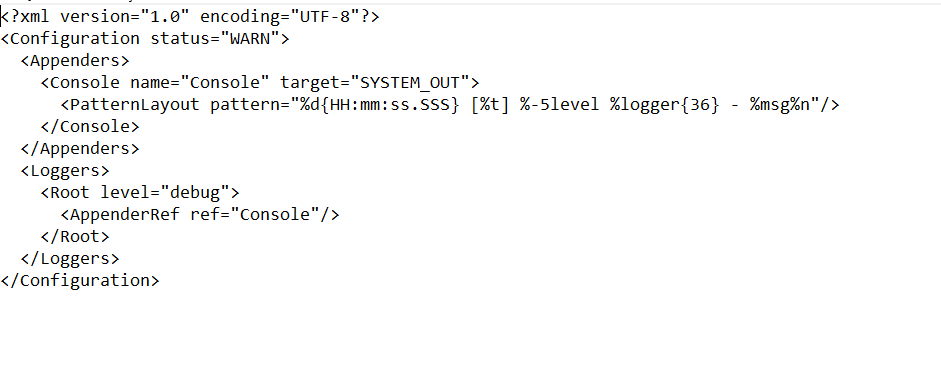 <?xml version="1.0" encoding="UTF-8"?>
<Configuration status="WARN">
  <Appenders>
    <Console name="Console" target="SYSTEM_OUT">
      <PatternLayout pattern="%d{HH:mm:ss.SSS} [%t] %-5level %logger{36} - %msg%n"/>
    </Console>
  </Appenders>
  <Loggers>
    <Root level="debug">
      <AppenderRef ref="Console"/>
    </Root>
  </Loggers>
</Configuration>